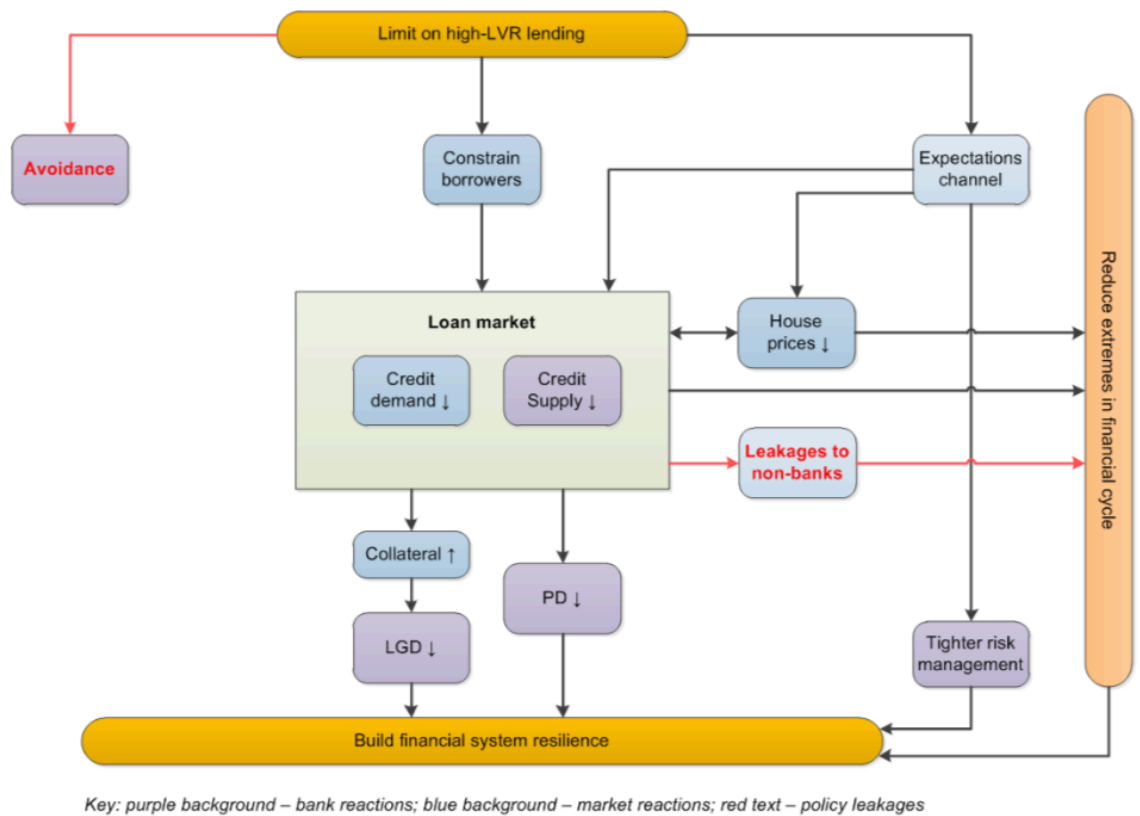 Limit on high-LVR lending
Avoidance
Constrain
borrowers
Expectations
channel
Loan market
House
prices ↓
Credit
demand ↓
Credit
Supply ↓
Leakages to
non-banks
Reduce extremes in financial cycle
Collateral ↑
PD ↓
LGD ↓
Tighter risk
management
Build financial system resilience
Key: purple background – bank reactions; blue background – market reactions; red text – policy leakages